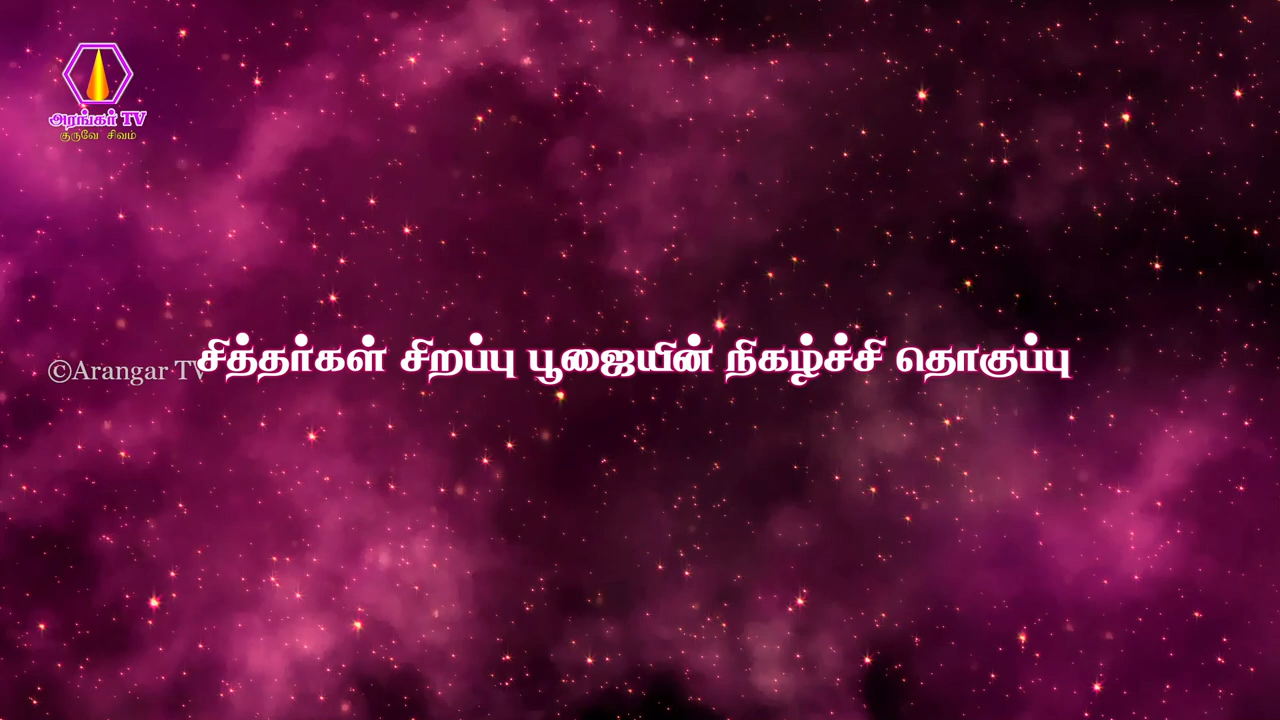 அரங்கர் TV
குருவே சிவம்
©Arangar TV
சித்தர்கள் சிறப்பு பூஜையின் நிகழ்ச்சி தொகுப்பு